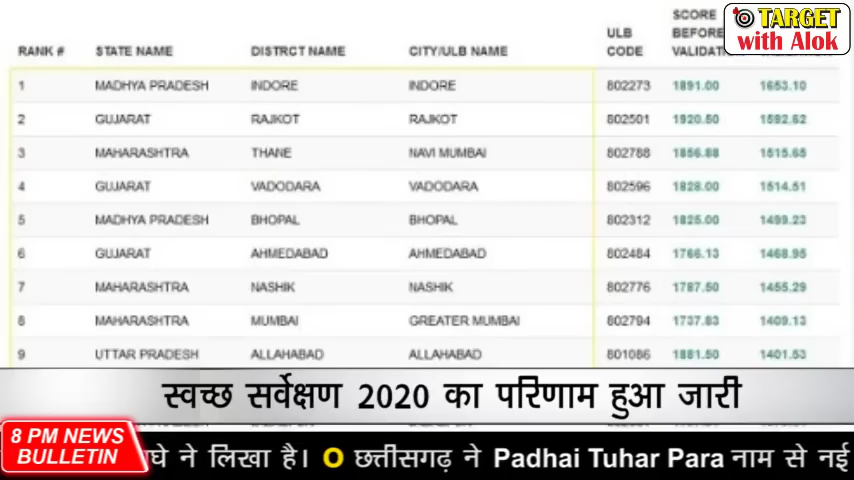 TARGET
with Alok
RANK # STATE NAME DISTRCT NAME CITY/ULB NAME ULB CODE SCORE BEFORE
1 MADHYA PRADESH INDORE INDORE 802273 1891.00 1653.10
2 GUJARAT RAJKOT RAJKOT 802501 1920.50 1592.62
3 MAHARASHTRA THANE NAVI MUMBAI 802788 1856.88 1515.65
4 GUJARAT VADODARA VADODARA 802596 1828.00 1514.51
5 MADHYA PRADESH BHOPAL BHOPAL 802312 1825.00 1499.23
6 GUJARAT AHMEDABAD AHMEDABAD 802484 1766.13 1468.95
7 MAHARASHTRA NASHIK NASHIK 802776 1787.50 1455.29
8 MAHARASHTRA MUMBAI GREATER MUMBAI 802794 1737.83 1409.13
9 UTTAR PRADESH ALLAHABAD ALLAHABAD 801086 1881.50 1401.53
स्वच्छ सर्वेक्षण 2020 का परिणाम हुआ जारी
8 PM NEWS
BULLETIN
घे ने लिखा है। O छत्तीसगढ़ ने Padhai Tuhar Para नाम से नई